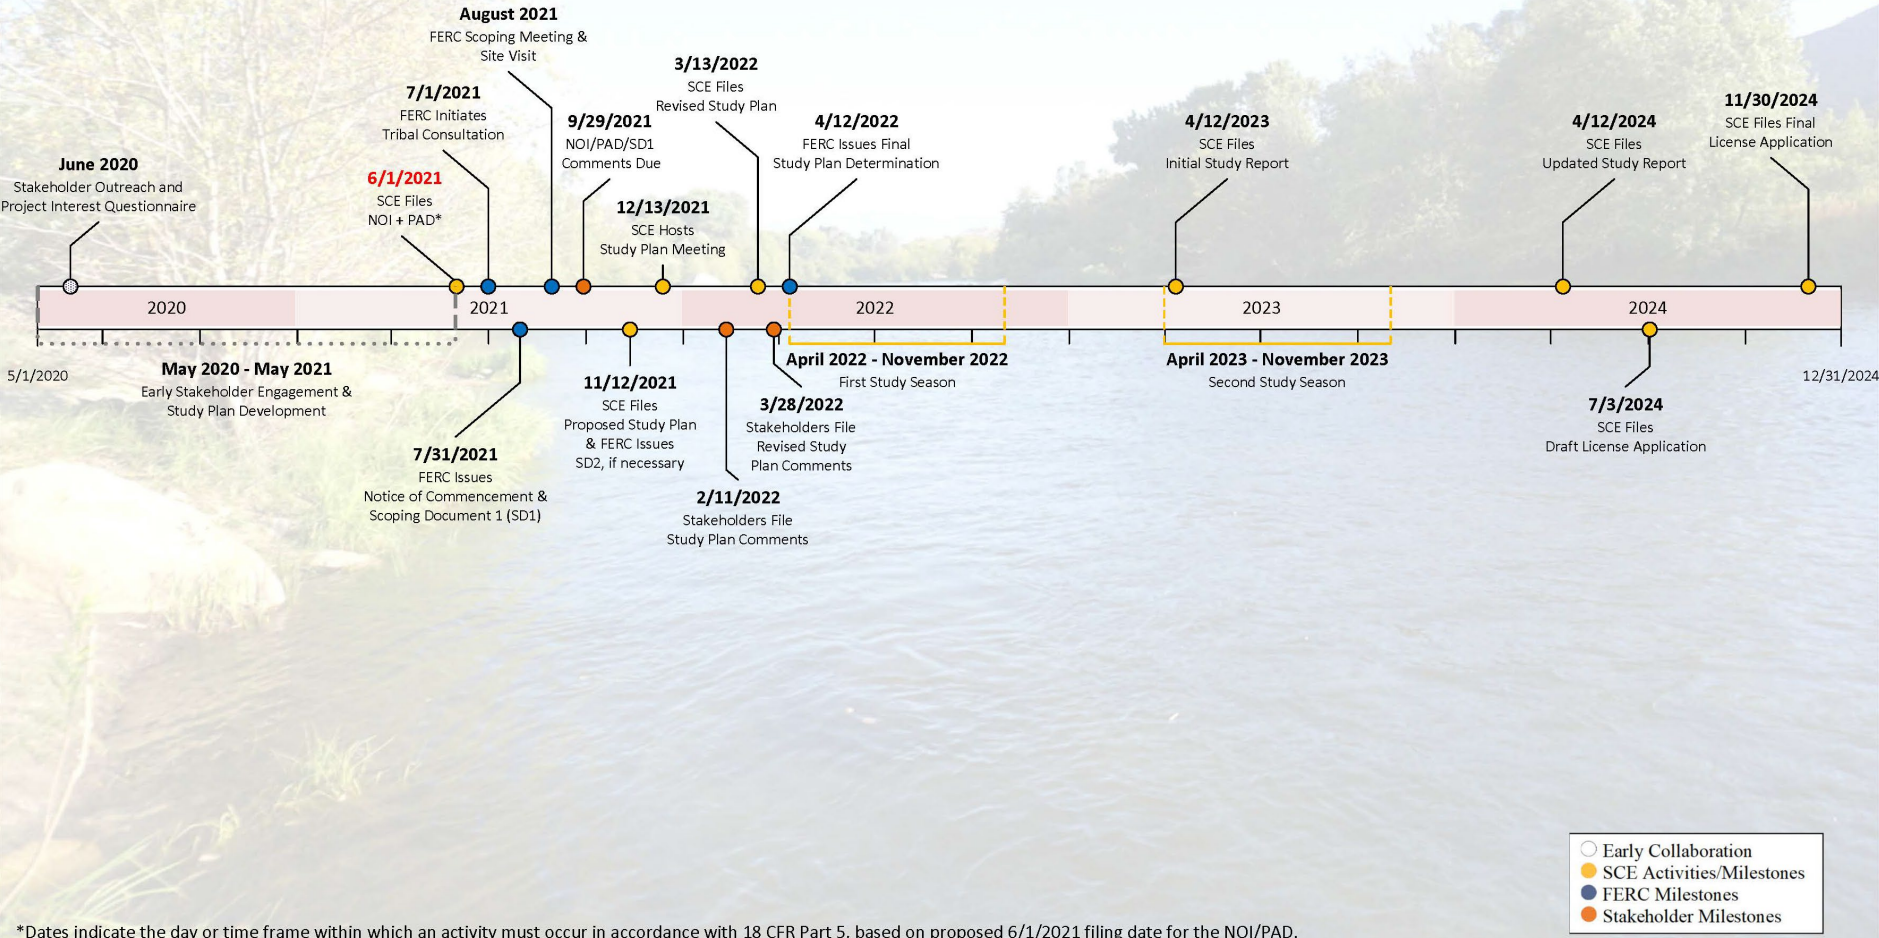 August 2021
FERC Scoping Meeting &
Site Visit
3/13/2022
SCE Files
Revised Study Plan
7/1/2021
FERC Initiates
Tribal Consultation
9/29/2021
NOI/PAD/SD1
Comments Due
4/12/2022
FERC Issues Final
Study Plan Determination
4/12/2023
SCE Files
Initial Study Report
4/12/2024
SCE Files
Updated Study Report
11/30/2024
SCE Files Final
License Application
June 2020
Stakeholder Outreach and
Project Interest Questionnaire
6/1/2021
SCE Files
NOI + PAD*
12/13/2021
SCE Hosts
Study Plan Meeting
2020
2021
2022
2023
2024
5/1/2020
12/31/2024
May 2020 - May 2021
Early Stakeholder Engagement &
Study Plan Development
7/31/2021
FERC Issues
Notice of Commencement &
Scoping Document 1 (SD1)
11/12/2021
SCE Files
Proposed Study Plan
& FERC Issues
SD2, if necessary
2/11/2022
Stakeholders File
Study Plan Comments
3/28/2022
Stakeholders File
Revised Study
Plan Comments
April 2022 - November 2022
First Study Season
April 2023 - November 2023
Second Study Season
7/3/2024
SCE Files
Draft License Application
Early Collaboration
SCE Activities/Milestones
FERC Milestones
Stakeholder Milestones
*Dates indicate the day or time frame within which an activity must occur in accordance with 18 CFR Part 5, based on proposed 6/1/2021 filing date for the NOI/PAD.